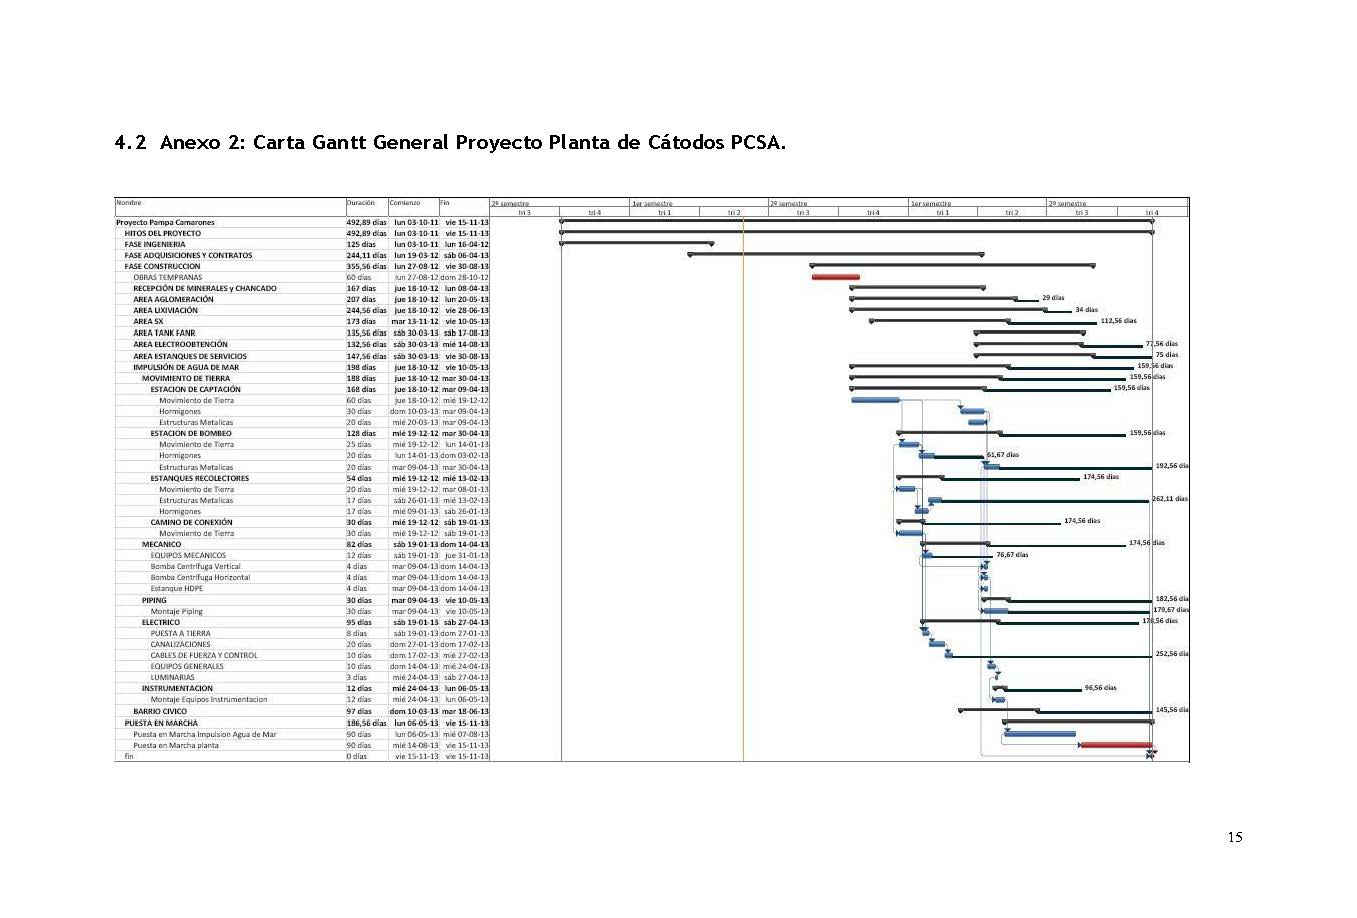 4.2 Anexo 2: Carta Gantt General Proyecto Planta de Cátodos PCSA.
Nombre Duración Comienzo Fin 2º semestre 1er semestre 2º semestre 1er semestre 2º semestre
tri 3 tri 4 tri 1 tri 2 tri 3 tri 4 tri 1 tri 2 tri 3 tri 4
Proyecto Pampa Camarones 492,89 días lun 03-10-11 vie 15-11-13
HITOS DEL PROYECTO 492,89 días lun 03-10-11 vie 15-11-13
FASE INGENIERIA 125 días lun 03-10-11 lun 16-04-12
FASE ADQUISICIONES Y CONTRATOS 244,11 días lun 19-03-12 sáb 06-04-13
FASE CONSTRUCCION 355,56 días lun 27-08-12 vie 30-08-13
OBRAS TEMPRANAS 60 días lun 27-08-12 dom 28-10-12
RECEPCIÓN DE MINERALES y CHANCADO 167 días jue 18-10-12 lun 08-04-13
AREA AGLOMERACIÓN 207 días jue 18-10-12 lun 20-05-13 29 días
AREA LIXIVIACIÓN 244,56 días jue 18-10-12 vie 28-06-13 34 días
AREA SX 173 días mar 13-11-12 vie 10-05-13 112,56 días
AREA TANK FANR 135,56 días sáb 30-03-13 sáb 17-08-13
AREA ELECTROOBTENCIÓN 132,56 días sáb 30-03-13 mié 14-08-13 77,56 días
AREA ESTANQUES DE SERVICIOS 147,56 días sáb 30-03-13 vie 30-08-13 75 días
IMPULSIÓN DE AGUA DE MAR 198 días jue 18-10-12 vie 10-05-13 159,56 días
MOVIMIENTO DE TIERRA 188 días jue 18-10-12 mar 30-04-13 159,56 días
ESTACION DE CAPTACIÓN 168 días jue 18-10-12 mar 09-04-13 159,56 días
Movimiento de Tierra 60 días jue 18-10-12 mié 19-12-12
Hormigones 30 días dom 10-03-13 mar 09-04-13
Estructuras Metalicas 20 días mié 20-03-13 mar 09-04-13
ESTACION DE BOMBEO 128 días mié 19-12-12 mar 30-04-13 159,56 días
Movimiento de Tierra 25 días mié 19-12-12 lun 14-01-13
Hormigones 20 días lun 14-01-13 dom 03-02-13 61,67 días
Estructuras Metalicas 20 días mar 09-04-13 mar 30-04-13 192,56 día
ESTANQUES RECOLECTORES 54 días mié 19-12-12 mié 13-02-13 174,56 días
Movimiento de Tierra 20 días mié 19-12-12 mar 08-01-13
Estructuras Metalicas 17 días sáb 26-01-13 mié 13-02-13 262,11 días
Hormigones 17 días mié 09-01-13 sáb 26-01-13
CAMINO DE CONEXIÓN 30 días mié 19-12-12 sáb 19-01-13 174,56 días
Movimiento de Tierra 30 días mié 19-12-12 sáb 19-01-13
MECANICO 82 días sáb 19-01-13 dom 14-04-13 174,56 días
EQUIPOS MECANICOS 12 días sáb 19-01-13 jue 31-01-13 76,67 días
Bomba Centrífuga Vertical 4 días mar 09-04-13 dom 14-04-13
Bomba Centrífuga Horizontal 4 días mar 09-04-13 dom 14-04-13
Estanque HDPE 4 días mar 09-04-13 dom 14-04-13
PIPING 30 días mar 09-04-13 vie 10-05-13 182,56 día
Montaje Piping 30 días mar 09-04-13 vie 10-05-13 179,67 días
ELECTRICO 95 días sáb 19-01-13 sáb 27-04-13 178,56 días
PUESTA A TIERRA 8 días sáb 19-01-13 dom 27-01-13
CANALIZACIONES 20 días dom 27-01-13 dom 17-02-13
CABLES DE FUERZA Y CONTROL 10 días dom 17-02-13 mié 27-02-13 252,56 día
EQUIPOS GENERALES 10 días dom 14-04-13 mié 24-04-13
LUMINARIAS 3 días mié 24-04-13 sáb 27-04-13
INSTRUMENTACION 12 días mié 24-04-13 lun 06-05-13 96,56 días
Montaje Equipos Instrumentacion 12 días mié 24-04-13 lun 06-05-13
BARRIO CIVICO 97 días dom 10-03-13 mar 18-06-13 145,56 día
PUESTA EN MARCHA 186,56 días lun 06-05-13 vie 15-11-13
Puesta en Marcha Impulsion Agua de Mar 90 días lun 06-05-13 mié 07-08-13
Puesta en Marcha planta 90 días mié 14-08-13 vie 15-11-13
fin 0 días vie 15-11-13 vie 15-11-13
15